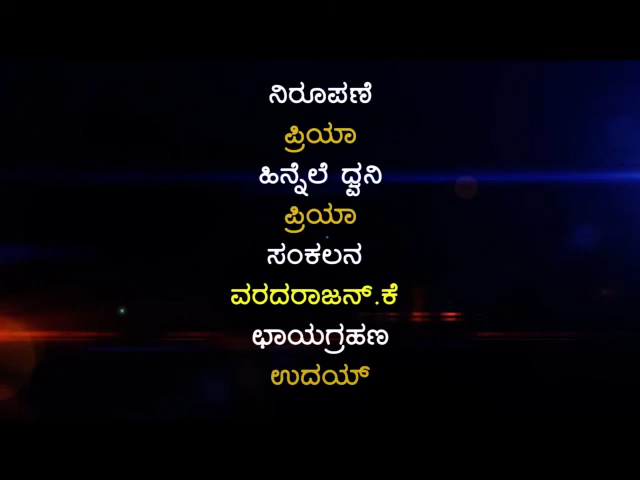 ನಿರೂಪಣೆ
ಪ್ರಿಯಾ
ಹಿನ್ನೆಲೆ ಧ್ವನಿ
ಪ್ರಿಯಾ
ಸಂಕಲನ
ವರದರಾಜನ್.ಕೆ
ಛಾಯಗ್ರಹಣ
ಉದಯ್